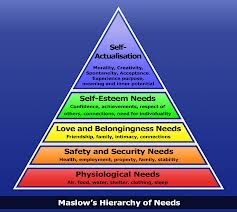 Self-
Actualisation
Morality, Creativity,
Spontaneity, Acceptance,
Experience purpose,
meaning and inner potential
Self-Esteem Needs
Confidence, achievements, respect of
others, connections, need for individuality
Love and Belongingness Needs
Friendship, family, intimacy, connections
Safety and Security Needs
Health, employment, property, family, stability
Physiological Needs
Air, food, water, shelter, clothing, sleep
Maslow's Hierarchy of Needs